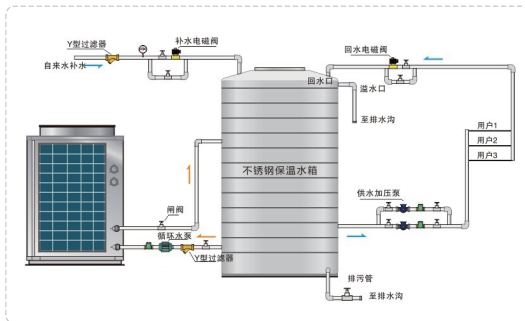 补水电磁阀
Y型过滤器
自来水补水
回水电磁阀
回水口
溢水口
至排水沟
用户1
用户2
用户3
不锈钢保温水箱
供水加压泵
闸阀
循环水泵
Y型过滤器
排污管
至排水沟